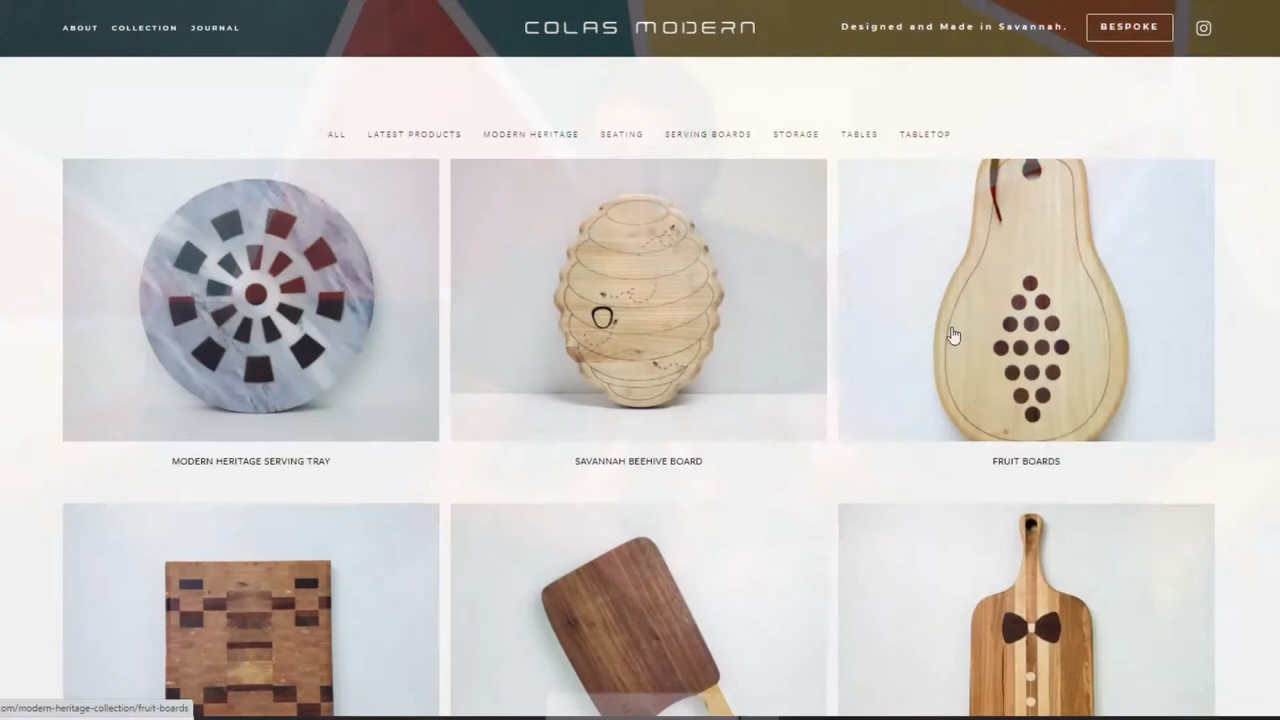 ABOUT COLLECTION JOURNAL COLAS MODERN Designed and Made in Savannah. BESPOKE
ALL LATEST PRODUCTS MODERN HERITAGE SEATING SERVING BOARDS STORAGE TABLES TABLETOP
MODERN HERITAGE SERVING TRAY SAVANNAH BEEHIVE BOARD FRUIT BOARDS
om/modern-heritage-collection/fruit-boards